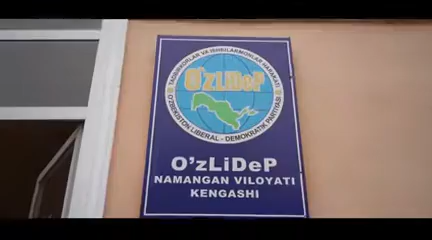 TADBIRKORLAR VA ISHBILARMONLAR HARAKATI
O'ZLIDeP
O'ZBEKISTON LIBERAL - DEMOKRATIK PARTIYASI
O'zLiDeP
NAMANGAN VILOYATI
KENGASHI